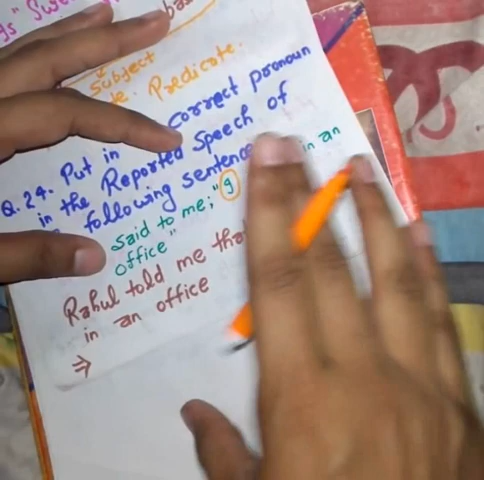 Subject
Predicate.
Q. 24. Put in correct pronoun
in the Reported Speech of
following sentence
said to me; "I in an
office"
Rahul told me tha
in an office
⇒